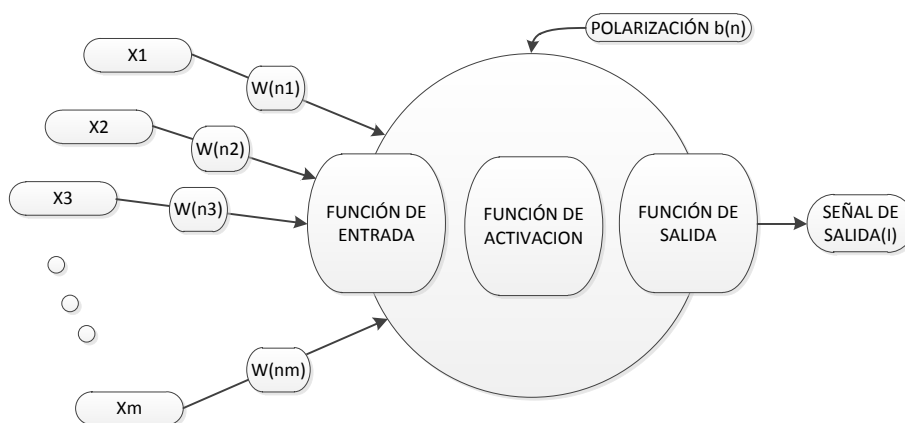 POLARIZACIÓN b(n)
X1
W(n1)
X2
W(n2)
X3
W(n3)
FUNCIÓN DE
ENTRADA
FUNCIÓN DE
ACTIVACION
FUNCIÓN DE
SALIDA
SEÑAL DE
SALIDA(I)
W(nm)
Xm